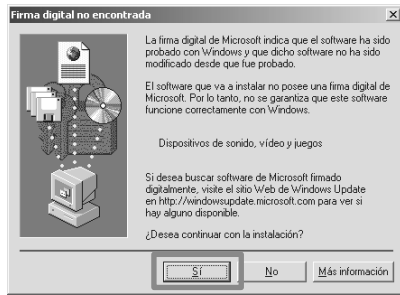 Firma digital no encontrada
La firma digital de Microsoft indica que el software ha sido
probado con Windows y que dicho software no ha sido
modificado desde que fue probado.
El software que va a instalar no posee una firma digital de
Microsoft. Por lo tanto, no se garantiza que este software
funcione correctamente con Windows.
Dispositivos de sonido, vídeo y juegos
Si desea buscar software de Microsoft firmado
digitalmente, visite el sitio Web de Windows Update
en http://windowsupdate.microsoft.com para ver si
hay alguno disponible.
¿Desea continuar con la instalación?
Sí No Más información